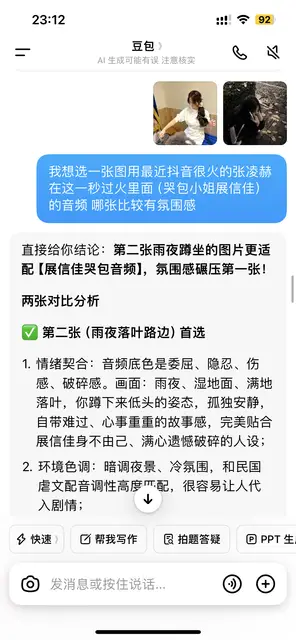 23:12
92
豆包
AI 生成可能有误 注意核实
我想选一张图用最近抖音很火的张凌赫
在这一秒过火里面（哭包小姐展信佳）
的音频 哪张比较有氛围感
直接给你结论：第二张雨夜蹲坐的图片更适
配【展信佳哭包音频】，氛围感碾压第一张！
两张对比分析
✅ 第二张（雨夜落叶路边）首选
1. 情绪契合：音频底色是委屈、隐忍、伤
感、破碎感。画面：雨夜、湿地面、满地
落叶，你蹲下来低头的姿态，孤独安静，
自带难过、心事重重的故事感，完美贴合
展信佳身不由己、满心遗憾破碎的人设；
2. 环境色调：暗调夜景、冷氛围，和民国
虐文配音调性高度匹配，很容易让人代
入剧情；
快速
帮我写作
拍题答疑
PPT 生
发消息或按住说话...